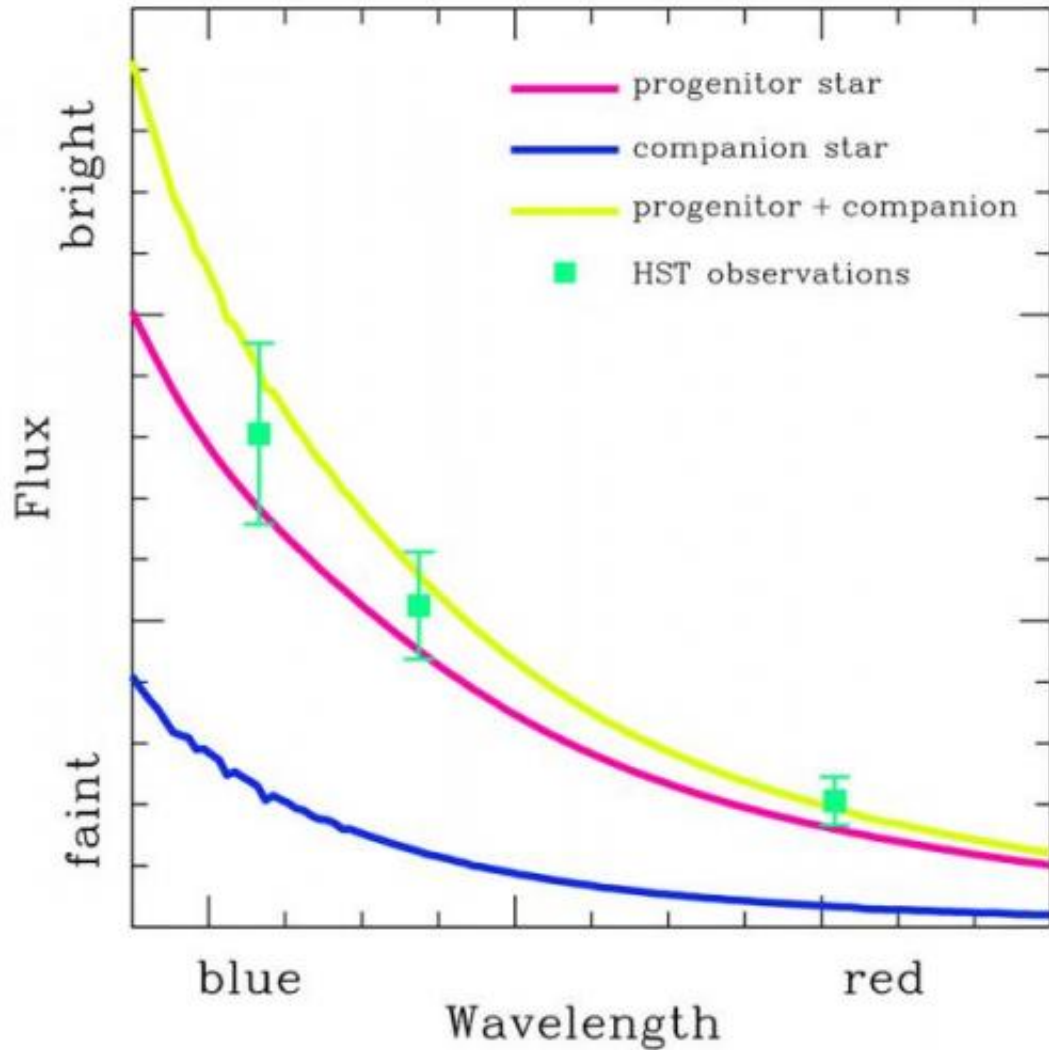 progenitor star
companion star
progenitor + companion
HST observations
bright
Flux
faint
blue
red
Wavelength